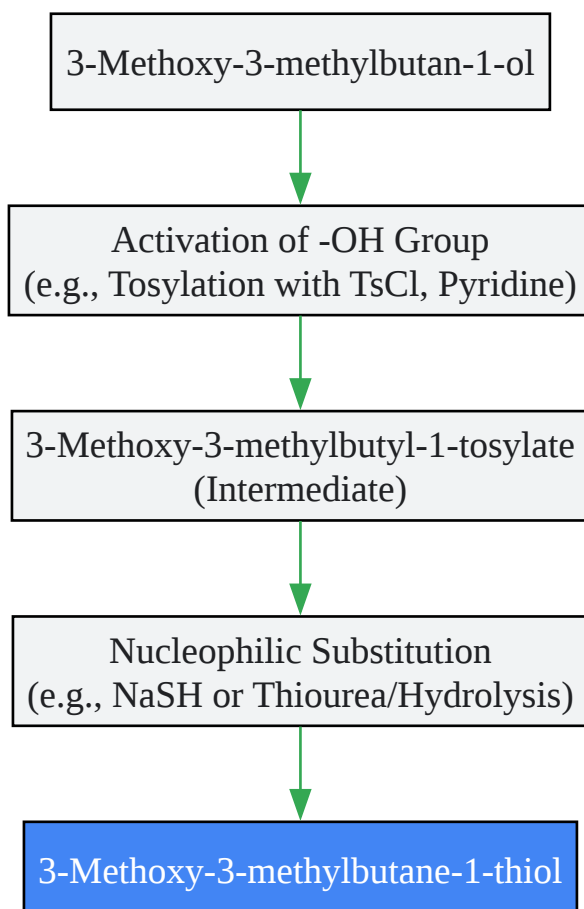 3-Methoxy-3-methylbutan-1-ol
Activation of -OH Group
(e.g., Tosylation with TsCl, Pyridine)
3-Methoxy-3-methylbutyl-1-tosylate
(Intermediate)
Nucleophilic Substitution
(e.g., NaSH or Thiourea/Hydrolysis)
3-Methoxy-3-methylbutane-1-thiol